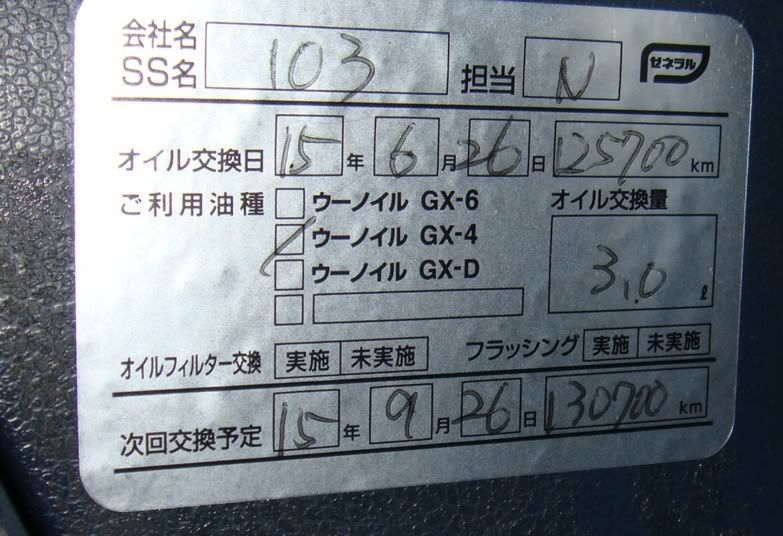 会社名
SS名 103 担当 N ゼネラル
オイル交換日 15 年 6 月 26 日 125700 km
ご利用油種 ウーノイル GX-6 オイル交換量
ウーノイル GX-4
ウーノイル GX-D 3.0 ℓ
オイルフィルター交換 実施 未実施 フラッシング 実施 未実施
次回交換予定 15 年 9 月 26 日 130700 km